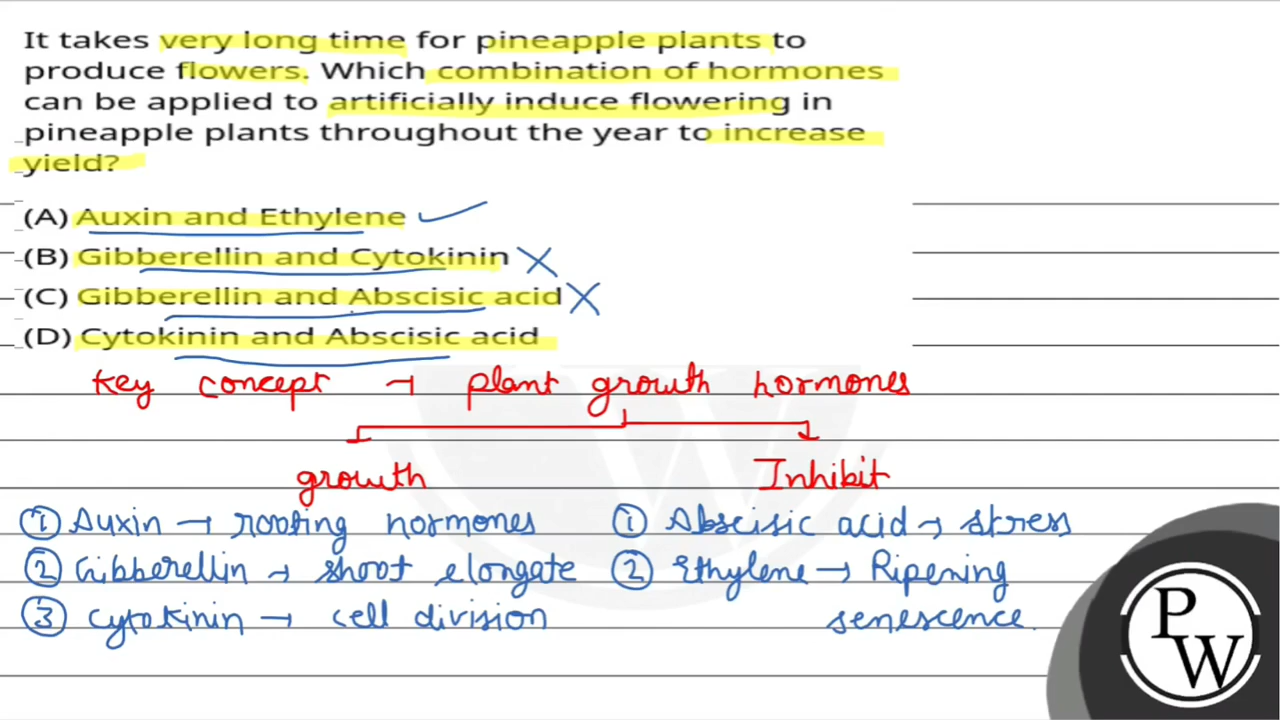 It takes very long time for pineapple plants to
produce flowers. Which combination of hormones
can be applied to artificially induce flowering in
pineapple plants throughout the year to increase
yield?
(A) Auxin and Ethylene
(B) Gibberellin and Cytokinin
(C) Gibberellin and Abscisic acid
(D) Cytokinin and Abscisic acid
Key concept → plant growth hormones
growth Inhibit
① Auxin → rooting hormones ① Abscisic acid → stress
② Gibberellin → shoot elongate ② Ethylene → Ripening
③ Cytokinin → cell division senescence.
PW